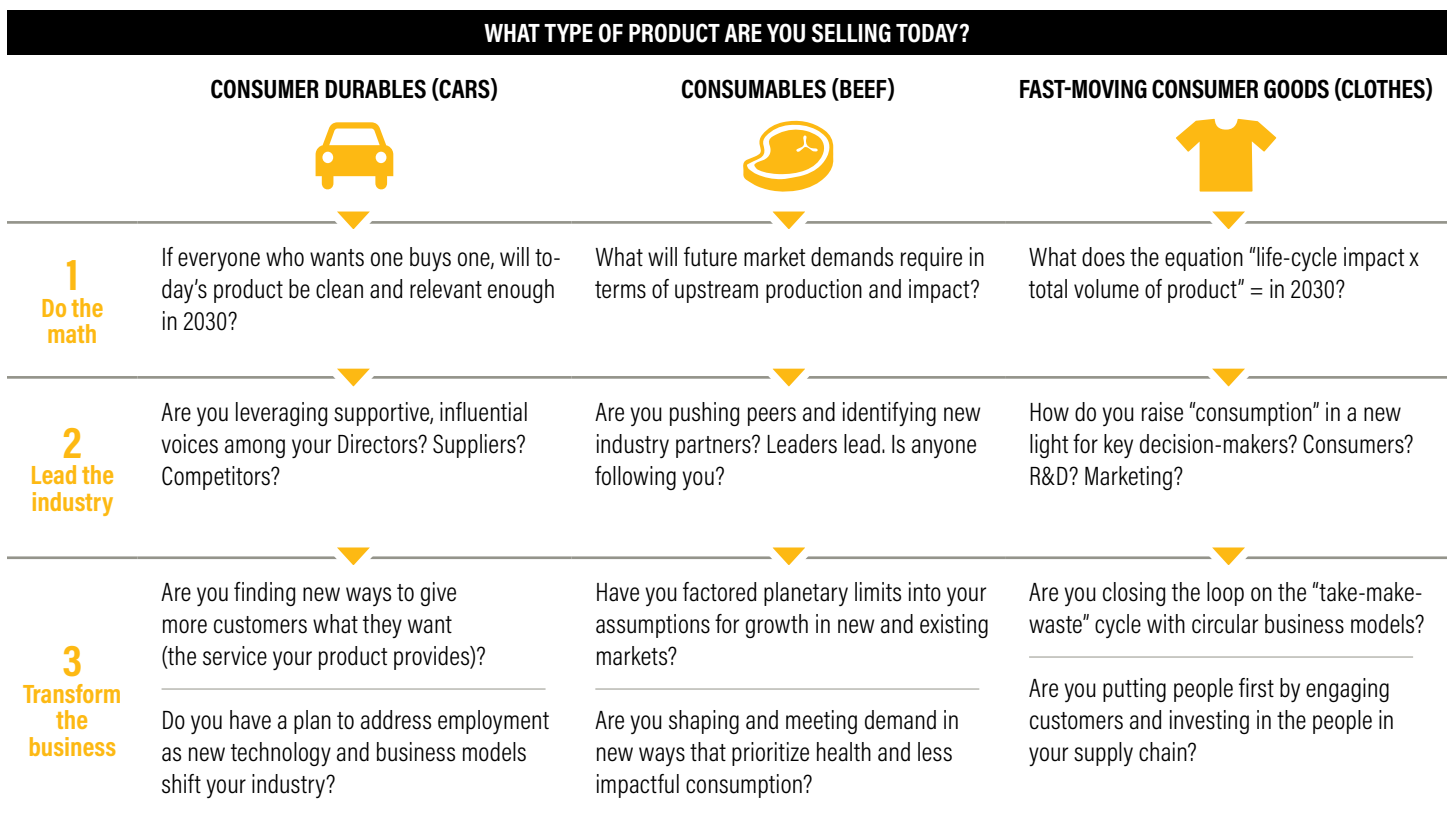 WHAT TYPE OF PRODUCT ARE YOU SELLING TODAY?
CONSUMER DURABLES (CARS)
CONSUMABLES (BEEF)
FAST-MOVING CONSUMER GOODS (CLOTHES)
1
Do the
math
If everyone who wants one buys one, will to-
day's product be clean and relevant enough
in 2030?
What will future market demands require in
terms of upstream production and impact?
What does the equation "life-cycle impact x
total volume of product" = in 2030?
2
Lead the
industry
Are you leveraging supportive, influential
voices among your Directors? Suppliers?
Competitors?
Are you pushing peers and identifying new
industry partners? Leaders lead. Is anyone
following you?
How do you raise "consumption" in a new
light for key decision-makers? Consumers?
R&D? Marketing?
3
Transform
the
business
Are you finding new ways to give
more customers what they want
(the service your product provides)?
Do you have a plan to address employment
as new technology and business models
shift your industry?
Have you factored planetary limits into your
assumptions for growth in new and existing
markets?
Are you shaping and meeting demand in
new ways that prioritize health and less
impactful consumption?
Are you closing the loop on the "take-make-
waste" cycle with circular business models?
Are you putting people first by engaging
customers and investing in the people in
your supply chain?